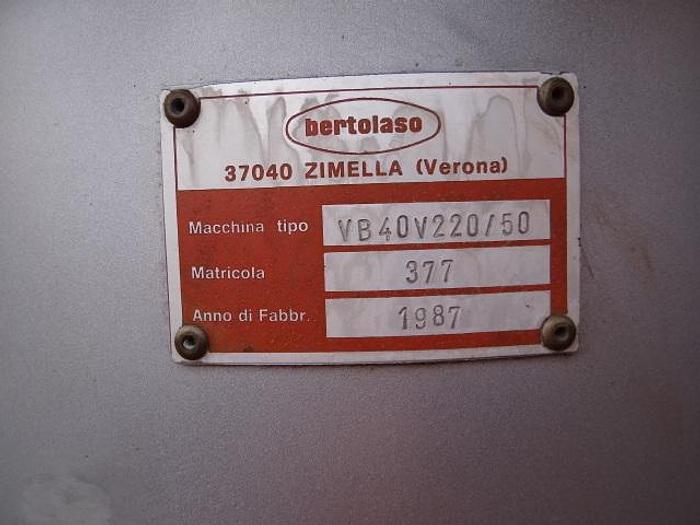 bertolaso
37040 ZIMELLA (Verona)
Macchina tipo VB40V220/50
Matricola 377
Anno di Fabbr. 1987